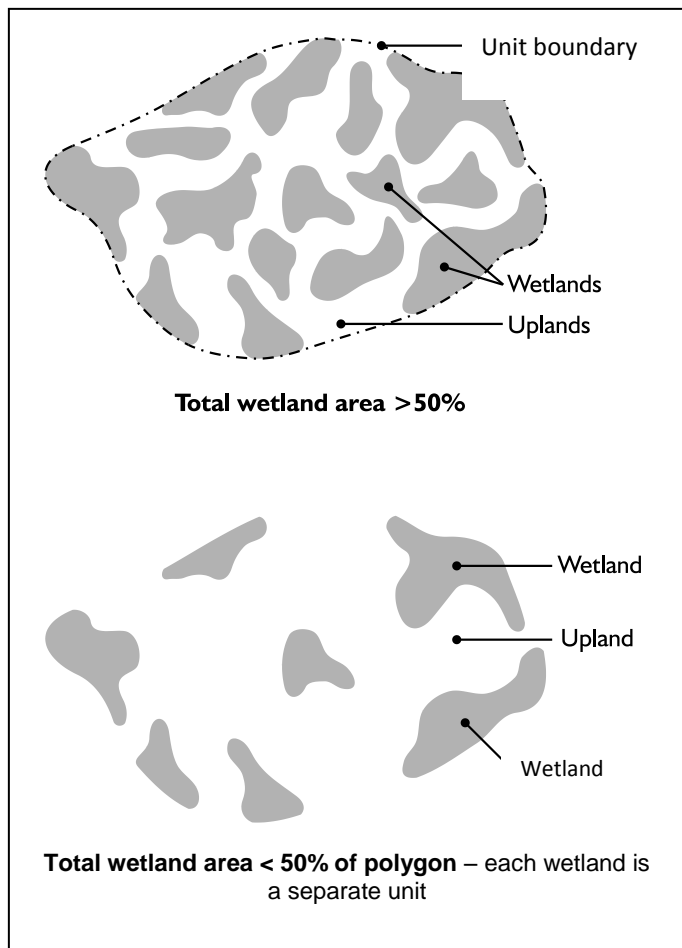 Unit boundary
Wetlands
Uplands
Total wetland area >50%
Wetland
Upland
Wetland
Total wetland area < 50% of polygon – each wetland is
a separate unit